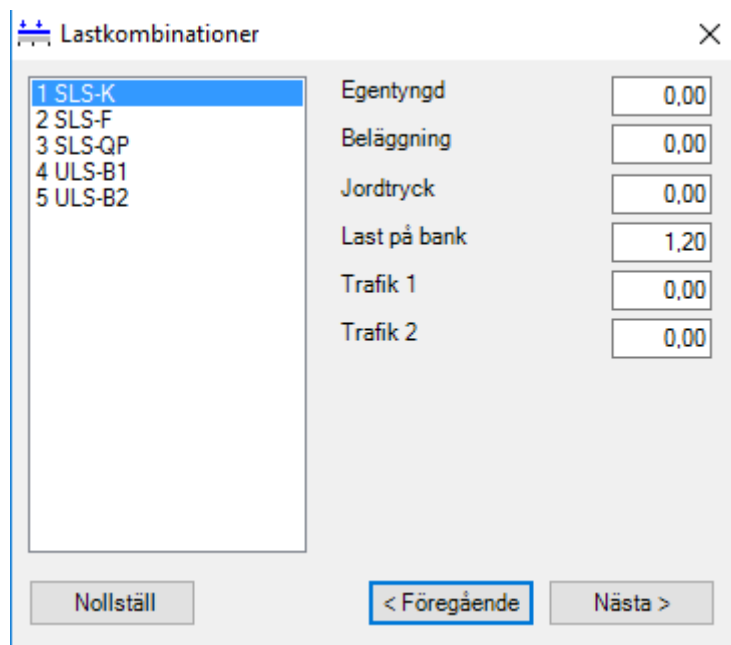 Lastkombinationer
1 SLS-K
2 SLS-F
3 SLS-QP
4 ULS-B1
5 ULS-B2
Egentyngd 0,00
Beläggning 0,00
Jordtryck 0,00
Last på bank 1,20
Trafik 1 0,00
Trafik 2 0,00
Nollställ
< Föregående
Nästa >